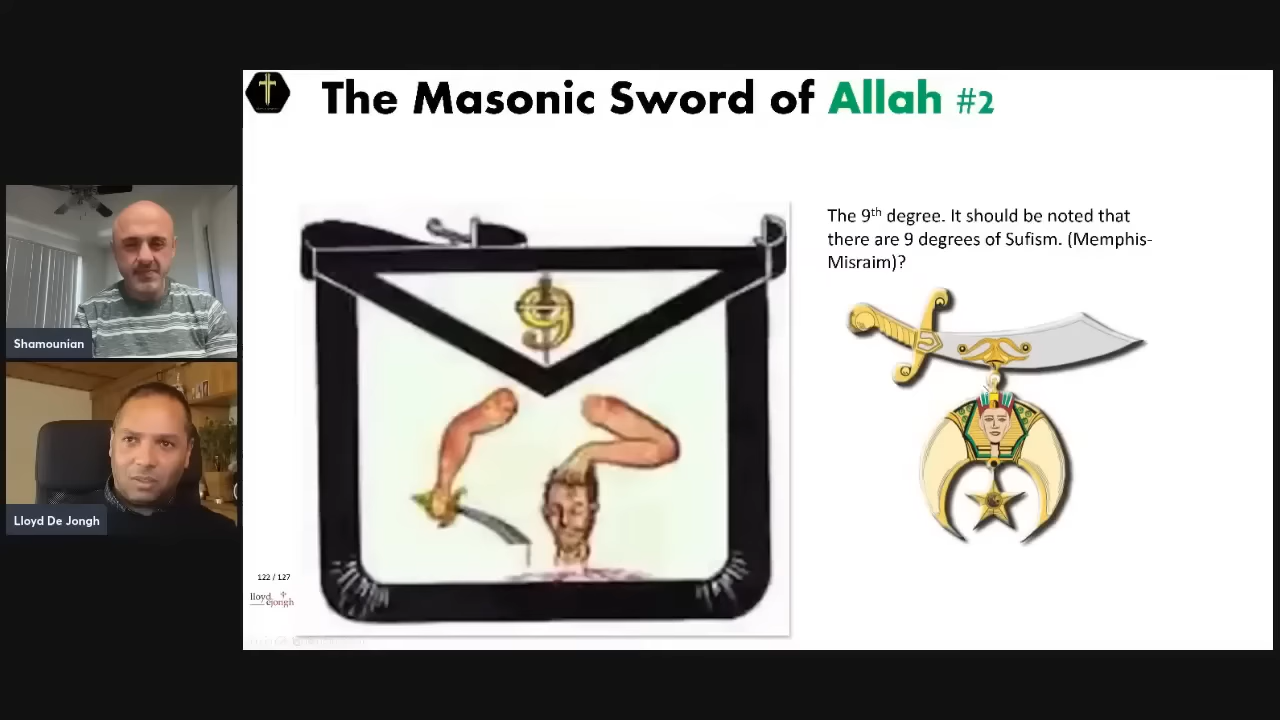 The Masonic Sword of Allah #2
The 9th degree. It should be noted that
there are 9 degrees of Sufism. (Memphis-
Misraim)?
9
Shamounian
Lloyd De Jongh
122 / 127
lloyd
dejongh